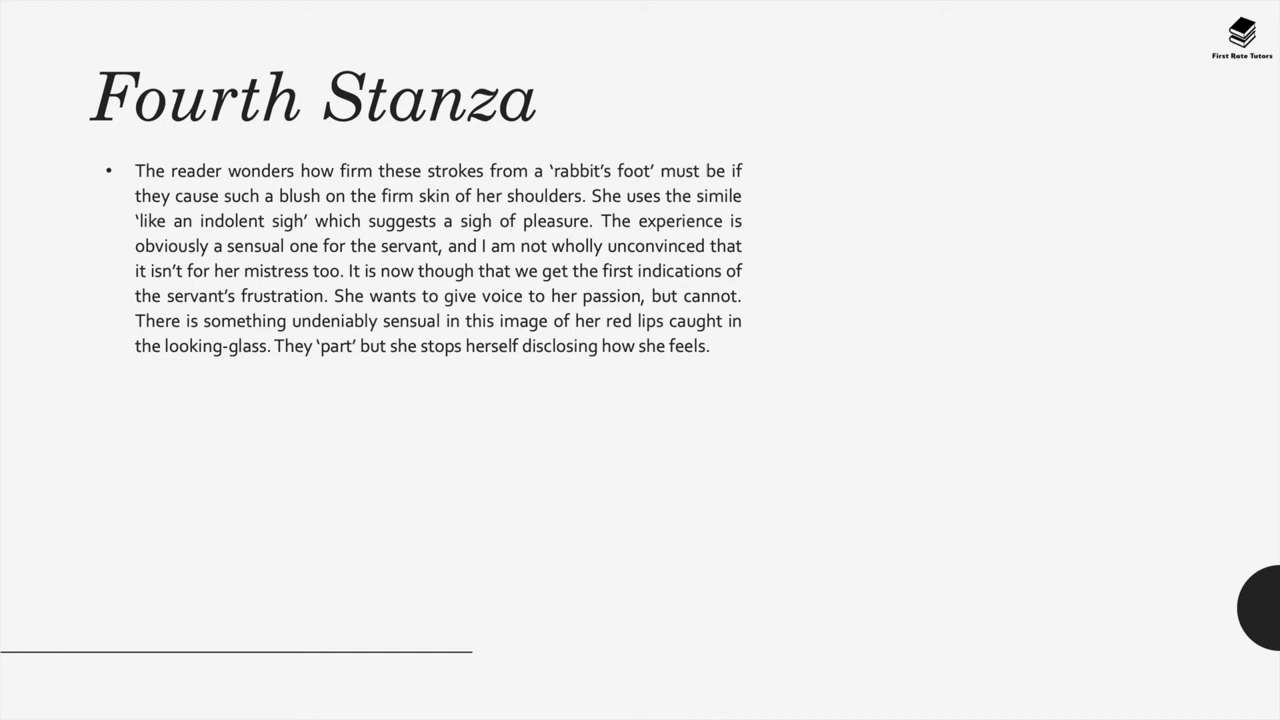 First Rate Tutors
Fourth Stanza
• The reader wonders how firm these strokes from a ‘rabbit’s foot’ must be if
they cause such a blush on the firm skin of her shoulders. She uses the simile
‘like an indolent sigh’ which suggests a sigh of pleasure. The experience is
obviously a sensual one for the servant, and I am not wholly unconvinced that
it isn’t for her mistress too. It is now though that we get the first indications of
the servant’s frustration. She wants to give voice to her passion, but cannot.
There is something undeniably sensual in this image of her red lips caught in
the looking-glass. They ‘part’ but she stops herself disclosing how she feels.